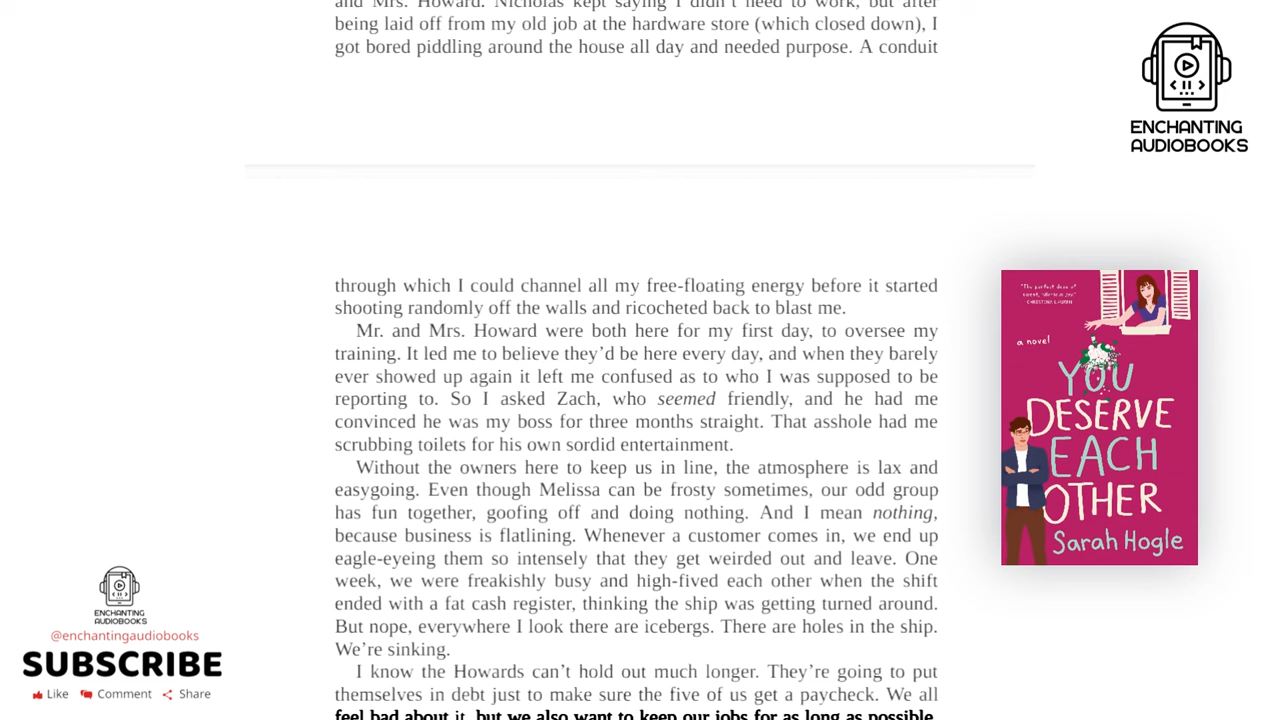 and Mrs. Howard. Nicholas kept saying I didn't need to work, but after
being laid off from my old job at the hardware store (which closed down), I
got bored piddling around the house all day and needed purpose. A conduit
ENCHANTING
AUDIOBOOKS
through which I could channel all my free-floating energy before it started
shooting randomly off the walls and ricocheted back to blast me.
Mr. and Mrs. Howard were both here for my first day, to oversee my
training. It led me to believe they'd be here every day, and when they barely
ever showed up again it left me confused as to who I was supposed to be
reporting to. So I asked Zach, who seemed friendly, and he had me
convinced he was my boss for three months straight. That asshole had me
scrubbing toilets for his own sordid entertainment.
Without the owners here to keep us in line, the atmosphere is lax and
easygoing. Even though Melissa can be frosty sometimes, our odd group
has fun together, goofing off and doing nothing. And I mean nothing,
because business is flatlining. Whenever a customer comes in, we end up
eagle-eyeing them so intensely that they get weirded out and leave. One
week, we were freakishly busy and high-fived each other when the shift
ended with a fat cash register, thinking the ship was getting turned around.
But nope, everywhere I look there are icebergs. There are holes in the ship.
We're sinking.
I know the Howards can't hold out much longer. They're going to put
themselves in debt just to make sure the five of us get a paycheck. We all
feel bad about it, but we also want to keep our jobs for as long as possible.
a novel
YOU
DESERVE
EACH
OTHER
Sarah Hogle
ENCHANTING
AUDIOBOOKS
@enchantingaudiobooks
SUBSCRIBE
Like Comment Share